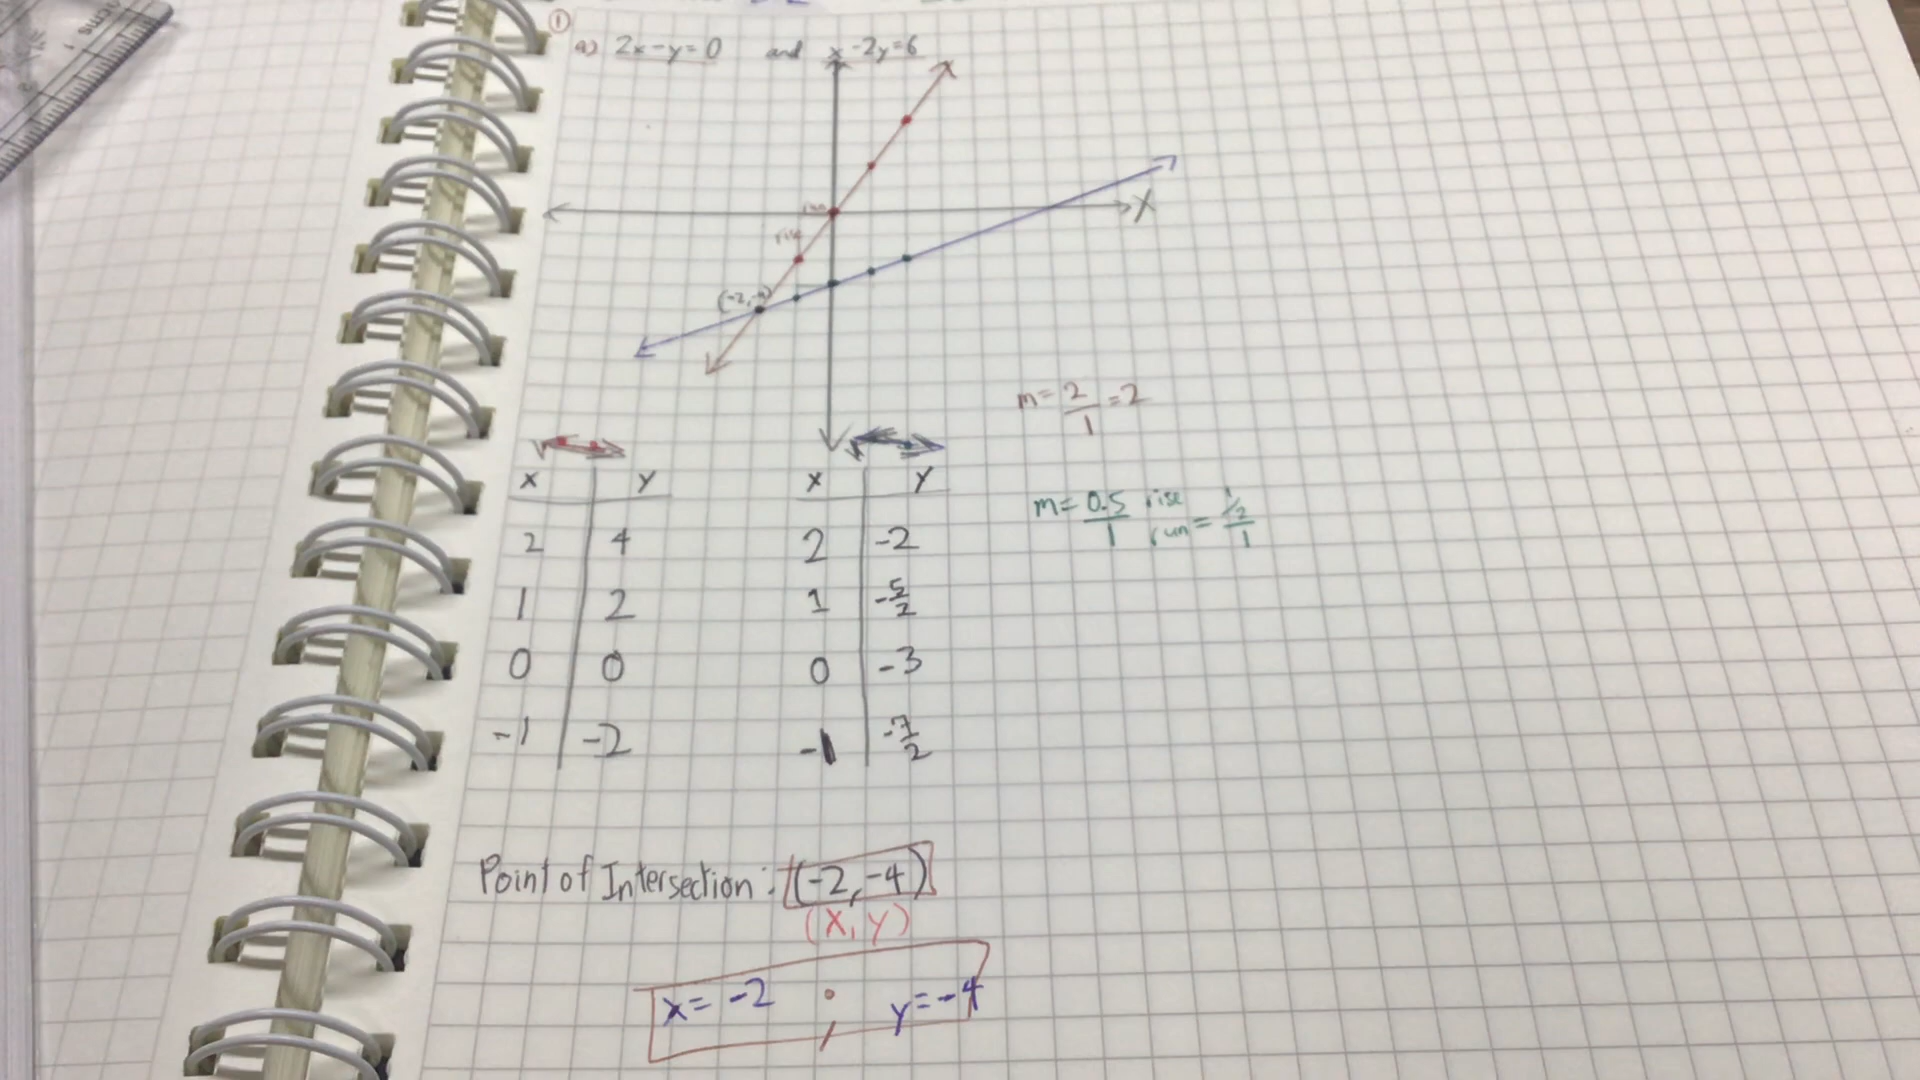 ①
a) 2x-y=0 and x-2y=6
run
X
rise
(-2,-4)
m=2/1=2
x y
2 4
1 2
0 0
-1 -2
x y
2 -2
1 -5/2
0 -3
-1 -7/2
m=0.5/1 rise/run=½/1
Point of Intersection: (-2,-4)
(X,Y)
x=-2 ; y=-4